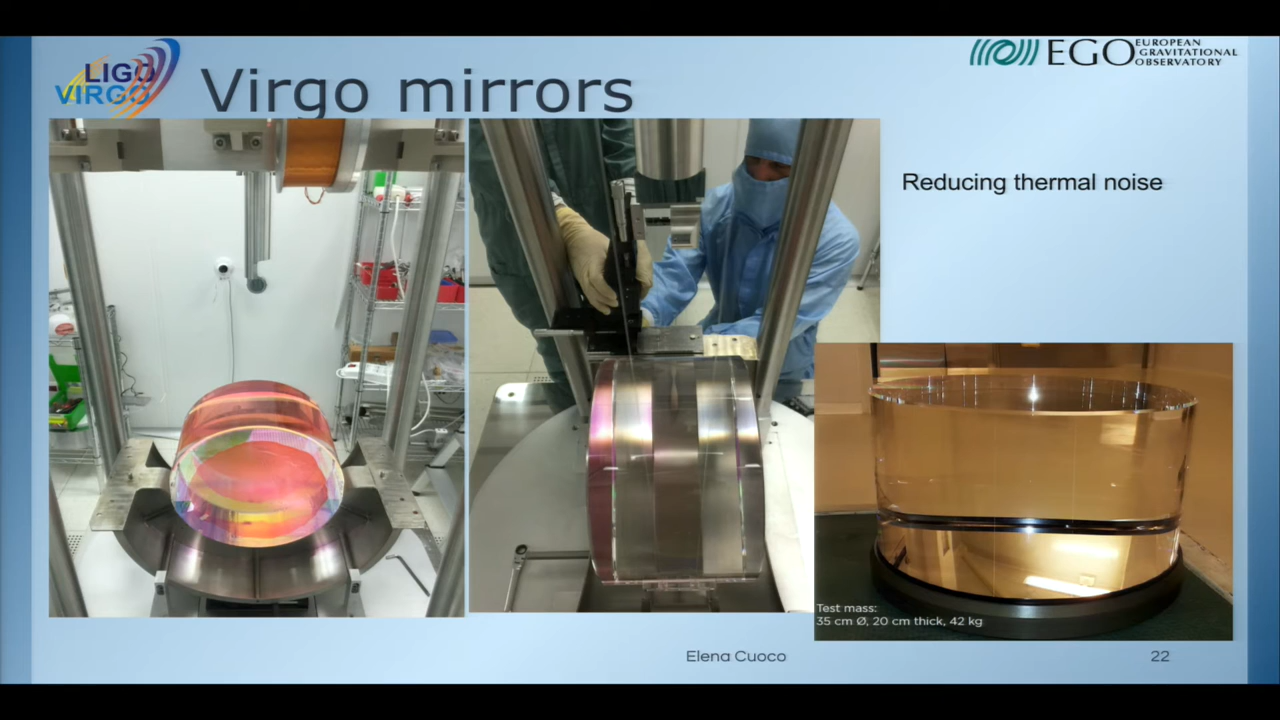 LIGO
VIRGO
Virgo mirrors
EGO
EUROPEAN
GRAVITATIONAL
OBSERVATORY
Reducing thermal noise
Test mass:
35 cm Ø, 20 cm thick, 42 kg
Elena Cuoco
22